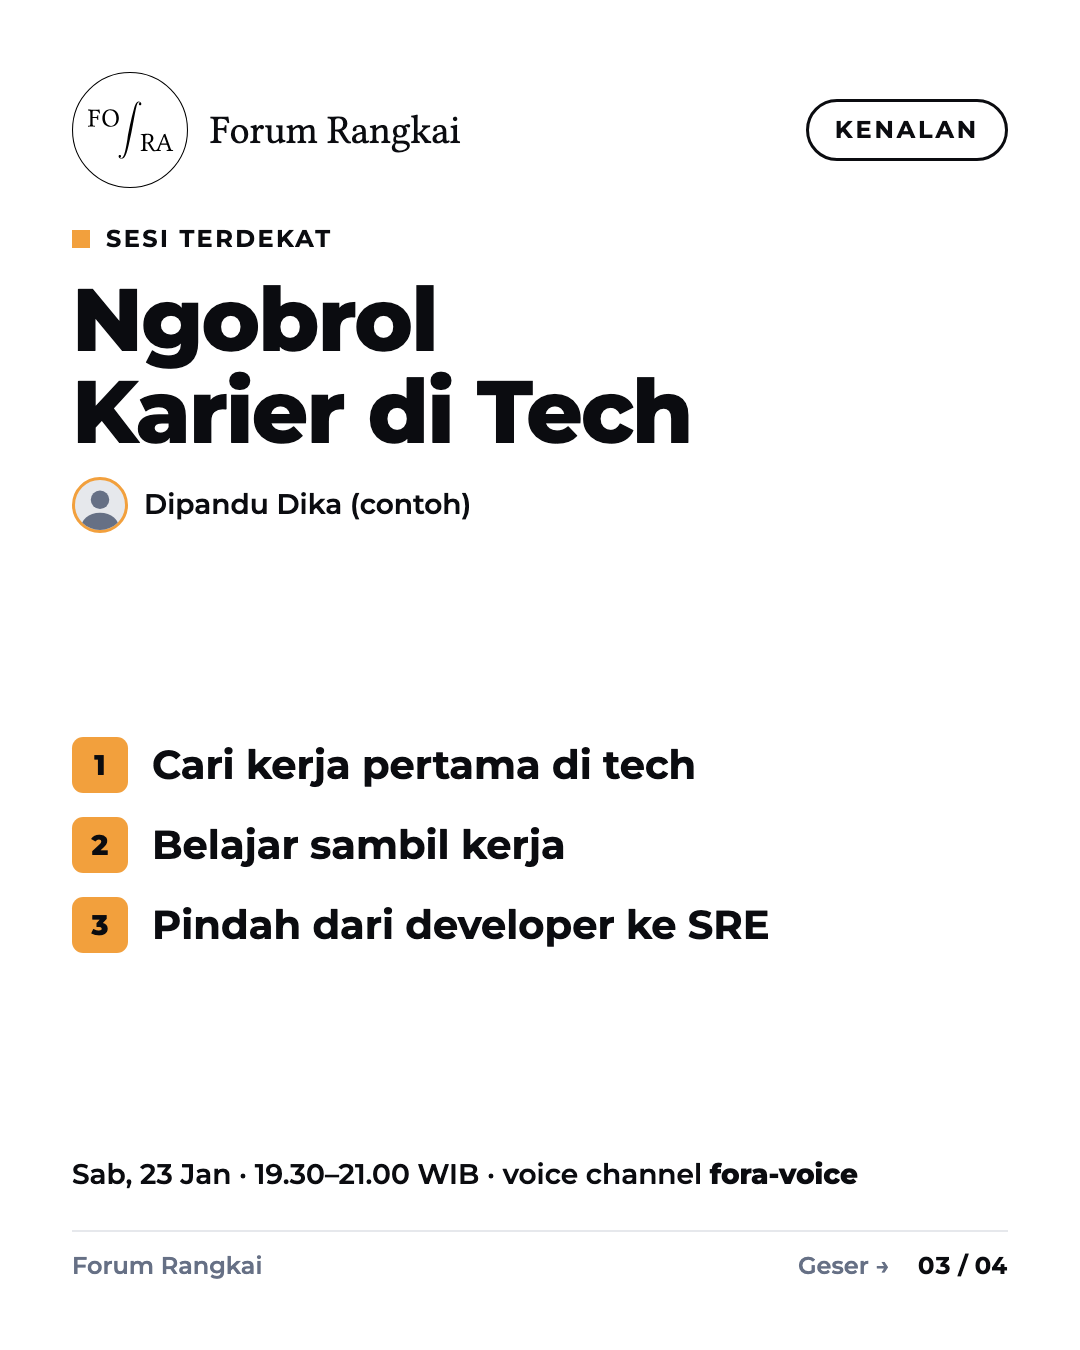 FO∫RA
Forum Rangkai
KENALAN
SESI TERDEKAT
Ngobrol
Karier di Tech
Dipandu Dika (contoh)
1 Cari kerja pertama di tech
2 Belajar sambil kerja
3 Pindah dari developer ke SRE
Sab, 23 Jan · 19.30–21.00 WIB · voice channel fora-voice
Forum Rangkai
Geser → 03 / 04